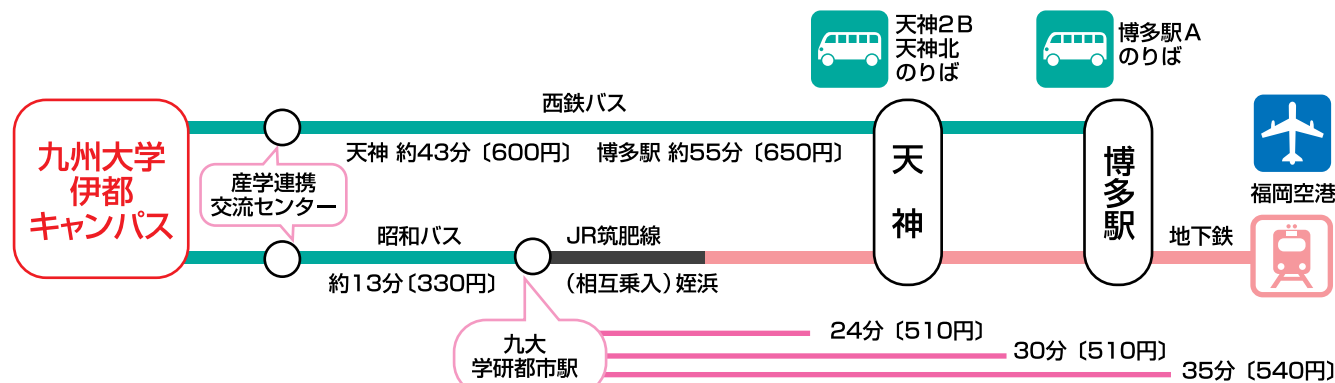 天神2B
天神北
のりば
博多駅A
のりば
西鉄バス
九州大学
伊都
キャンパス
天神 約43分〔600円〕 博多駅 約55分〔650円〕
天神
博多駅
福岡空港
産学連携
交流センター
昭和バス
JR筑肥線
地下鉄
約13分〔330円〕
（相互乗入）姪浜
九大
学研都市駅
24分〔510円〕
30分〔510円〕
35分〔540円〕